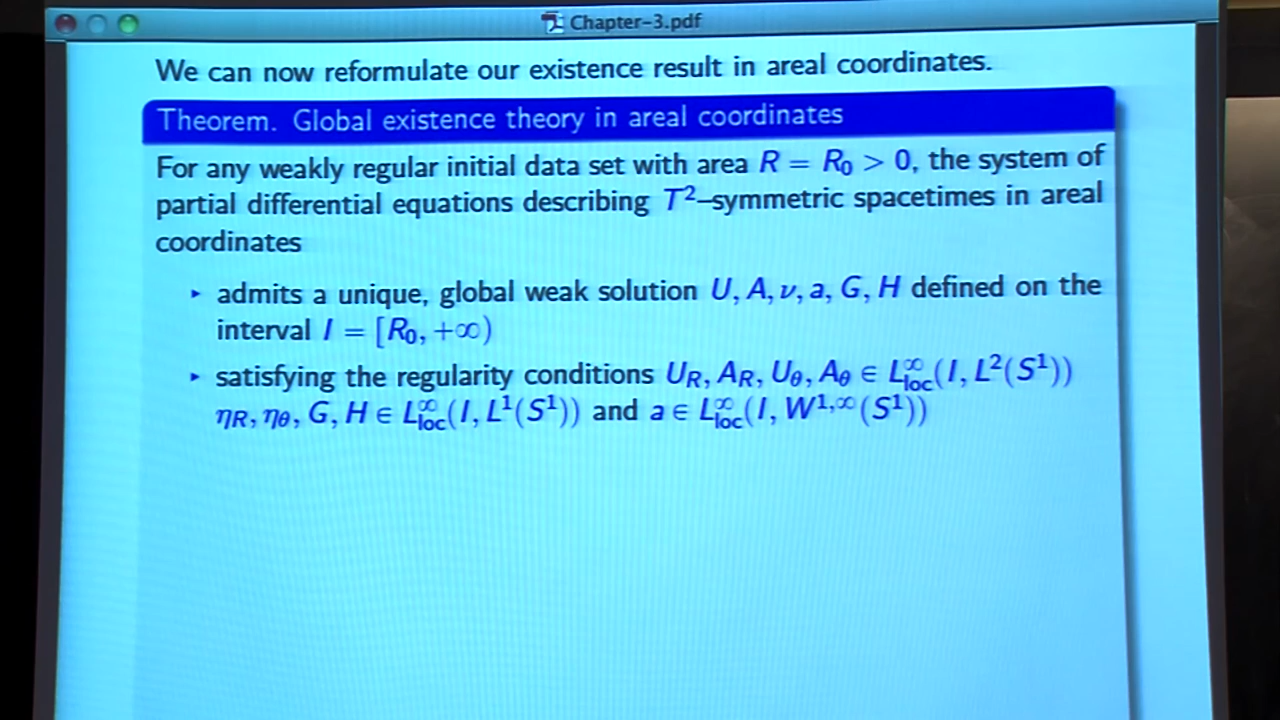 Chapter-3.pdf
We can now reformulate our existence result in areal coordinates.
Theorem. Global existence theory in areal coordinates
For any weakly regular initial data set with area R = R₀ > 0, the system of
partial differential equations describing T²–symmetric spacetimes in areal
coordinates
‣ admits a unique, global weak solution U, A, ν, a, G, H defined on the
interval I = [R₀, +∞)
‣ satisfying the regularity conditions U_R, A_R, U_θ, A_θ ∈ L^∞_loc(I, L²(S¹))
η_R, η_θ, G, H ∈ L^∞_loc(I, L¹(S¹)) and a ∈ L^∞_loc(I, W^{1,∞}(S¹))